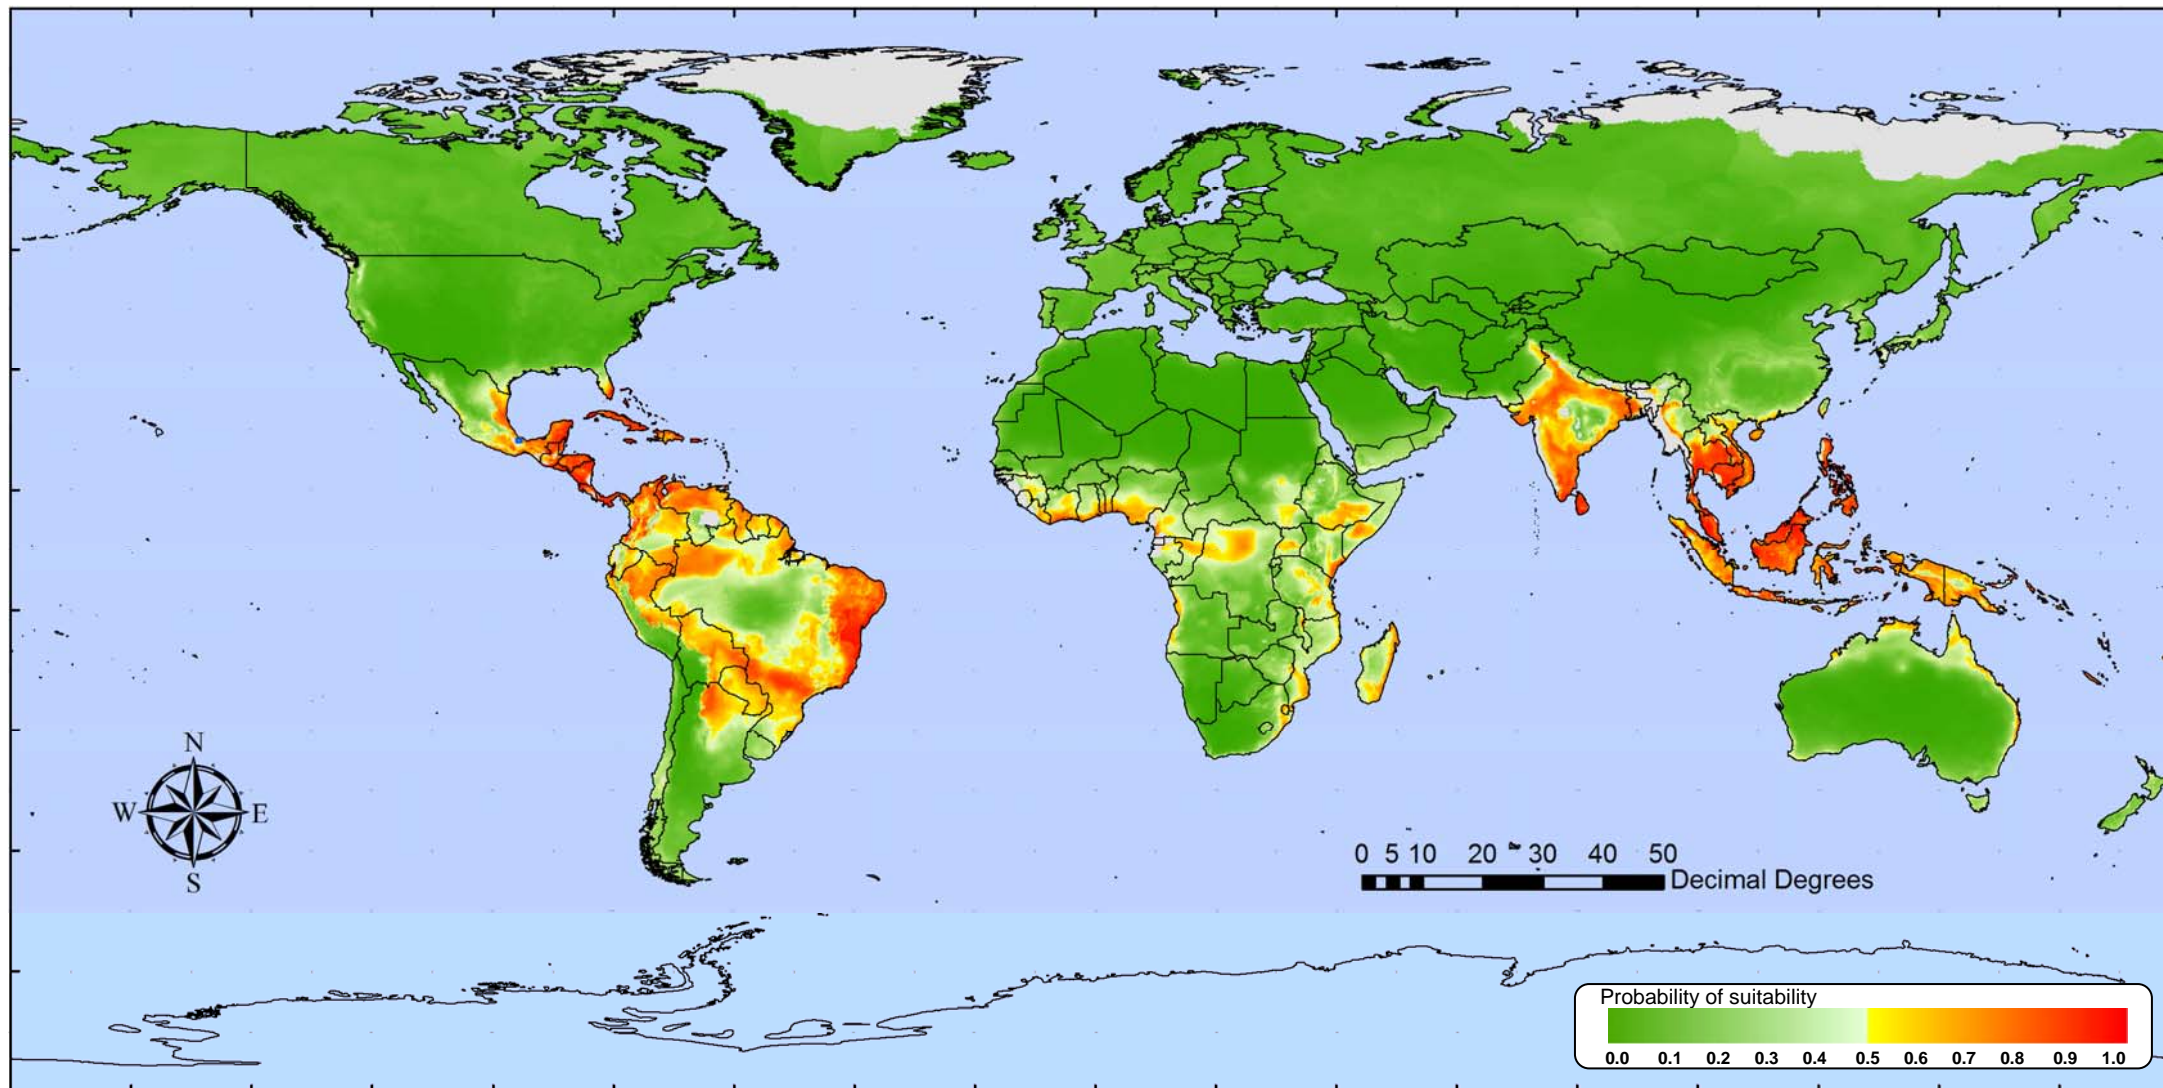 N
W E
S
0 5 10 20 30 40 50
Decimal Degrees
Probability of suitability
0.0 0.1 0.2 0.3 0.4 0.5 0.6 0.7 0.8 0.9 1.0